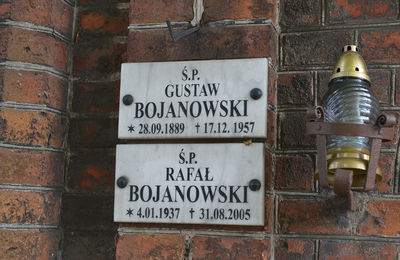 Ś.P.
GUSTAW
BOJANOWSKI
* 28.09.1889 † 17.12. 1957
Ś.P.
RAFAŁ
BOJANOWSKI
* 4.01.1937 † 31.08.2005